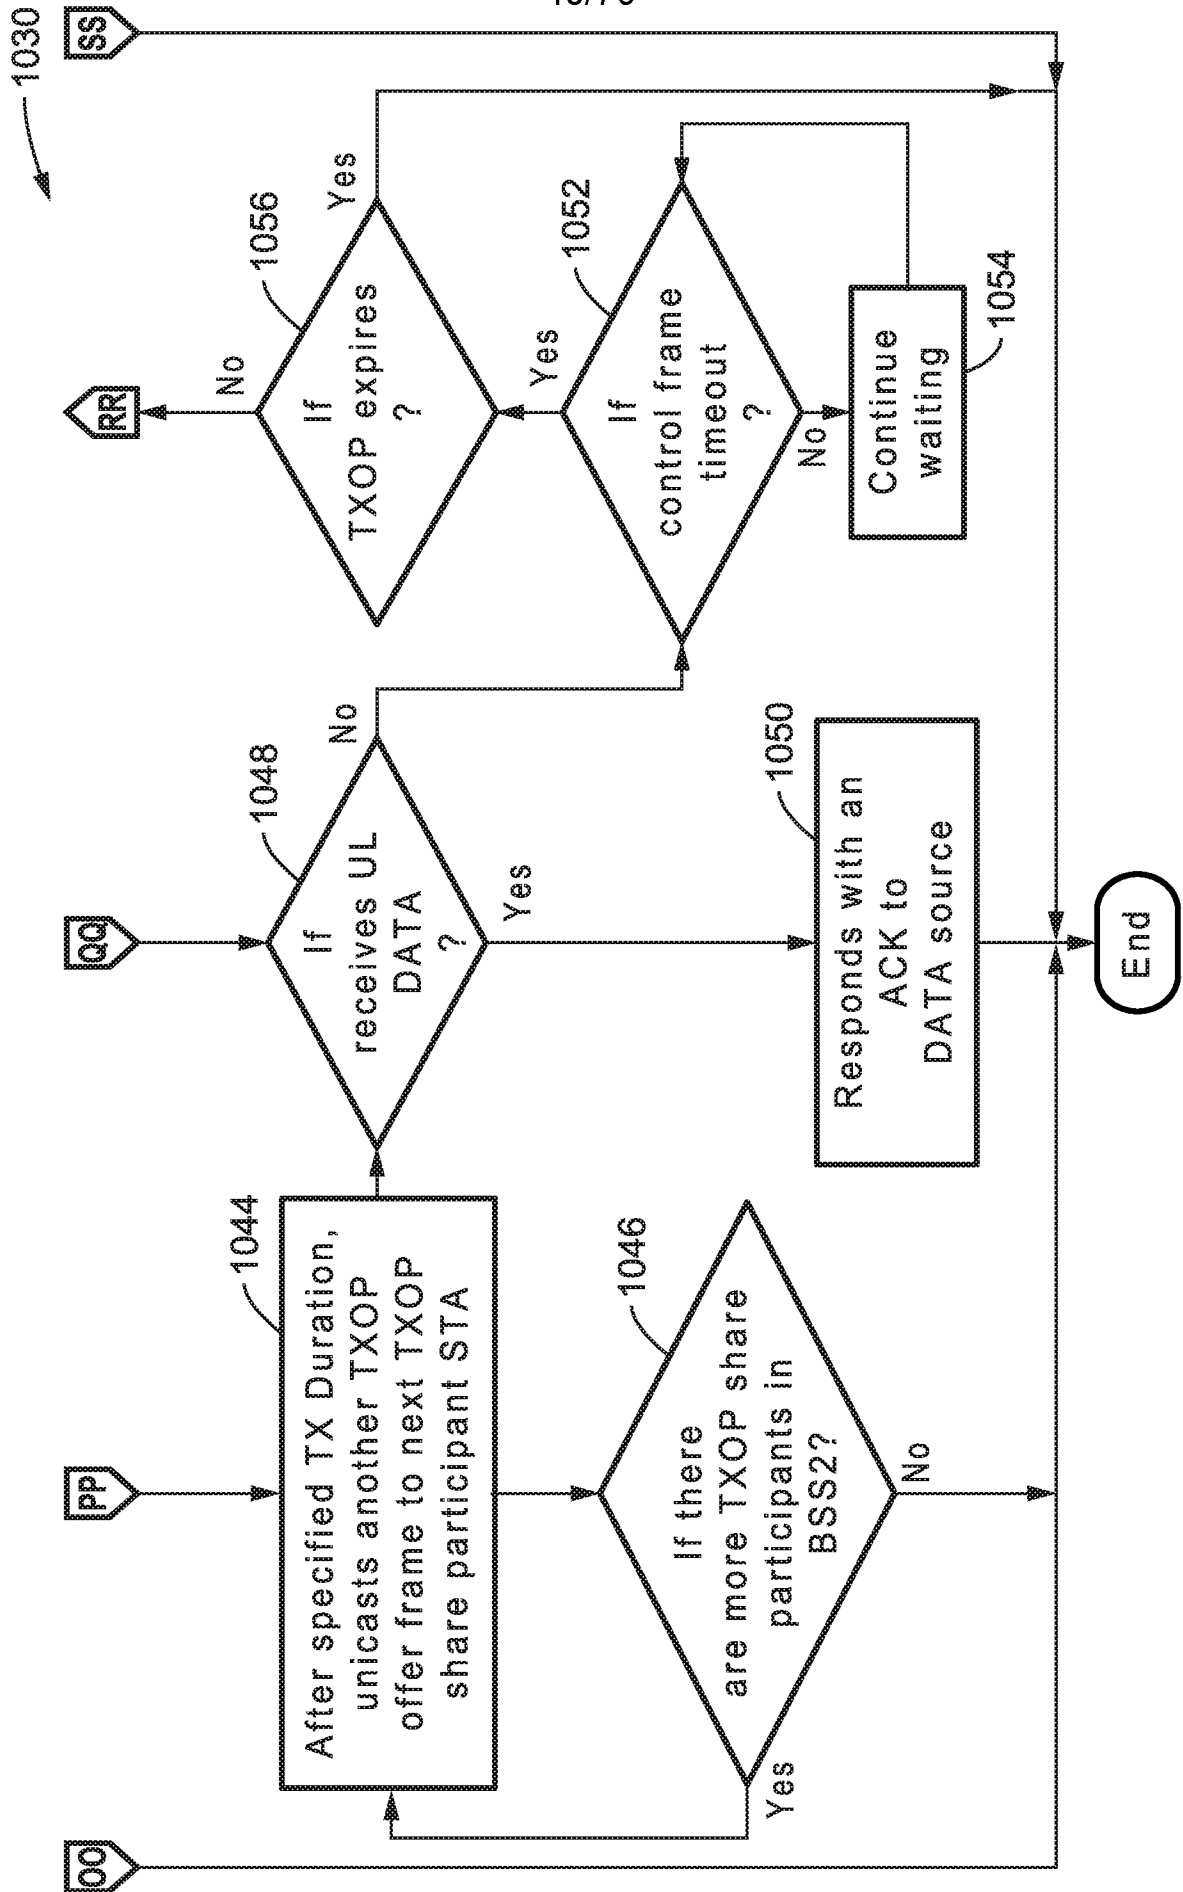 1030
OO
PP
QQ
RR
SS
1044
After specified TX Duration,
unicasts another TXOP
offer frame to next TXOP
share participant STA
1048
If
receives UL
DATA
?
No
Yes
1056
If
TXOP expires
?
No
Yes
1046
If there
are more TXOP share
participants in
BSS2?
Yes
No
1052
If
control frame
timeout
?
Yes
No
1050
Responds with an
ACK to
DATA source
1054
Continue
waiting
End